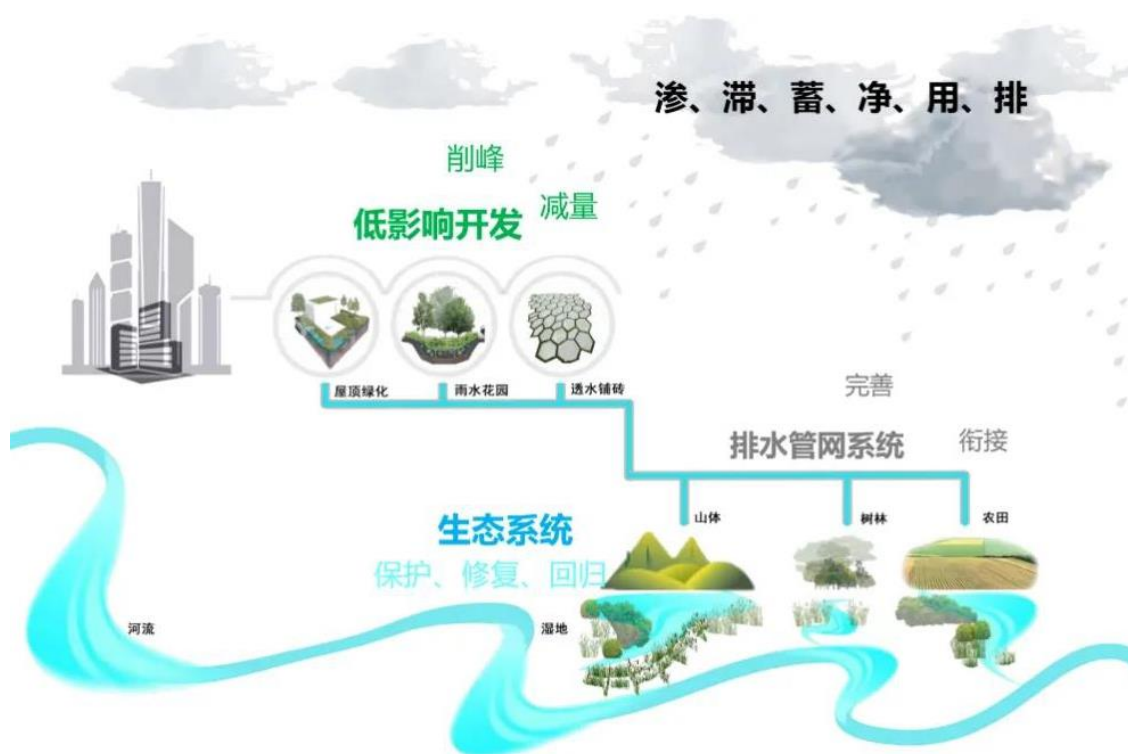 渗、滞、蓄、净、用、排
削峰
减量
低影响开发
屋顶绿化
雨水花园
透水铺砖
完善
排水管网系统
衔接
山体
树林
农田
生态系统
保护、修复、回归
河流
湿地